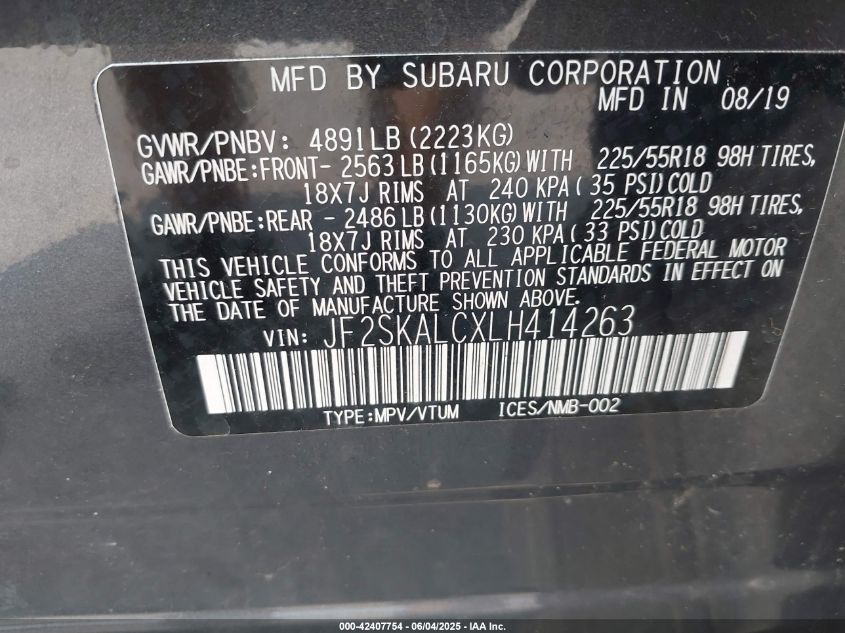 MFD BY SUBARU CORPORATION
MFD IN 08/19
GVWR/PNBV: 4891LB (2223KG)
GAWR/PNBE:FRONT- 2563LB(1165KG)WITH 225/55R18 98H TIRES,
18X7J RIMS AT 240 KPA( 35 PSI)COLD
GAWR/PNBE:REAR - 2486LB(1130KG)WITH 225/55R18 98H TIRES,
18X7J RIMS AT 230 KPA( 33 PSI)COLD
THIS VEHICLE CONFORMS TO ALL APPLICABLE FEDERAL MOTOR
VEHICLE SAFETY AND THEFT PREVENTION STANDARDS IN EFFECT ON
THE DATE OF MANUFACTURE SHOWN ABOVE.
VIN: JF2SKALCXLH414263
TYPE:MPV/VTUM ICES/NMB-002
000-42407754 - 06/04/2025 - IAA Inc.